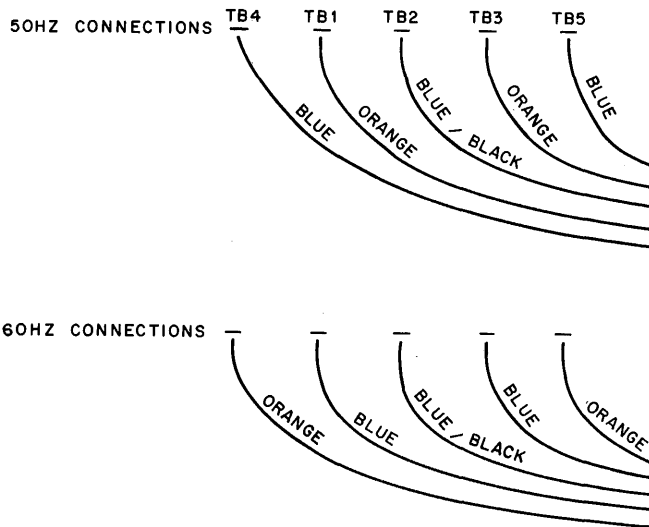 50HZ CONNECTIONS TB4 TB1 TB2 TB3 TB5
BLUE
ORANGE
BLUE / BLACK
ORANGE
BLUE
60HZ CONNECTIONS
ORANGE
BLUE
BLUE / BLACK
BLUE
ORANGE